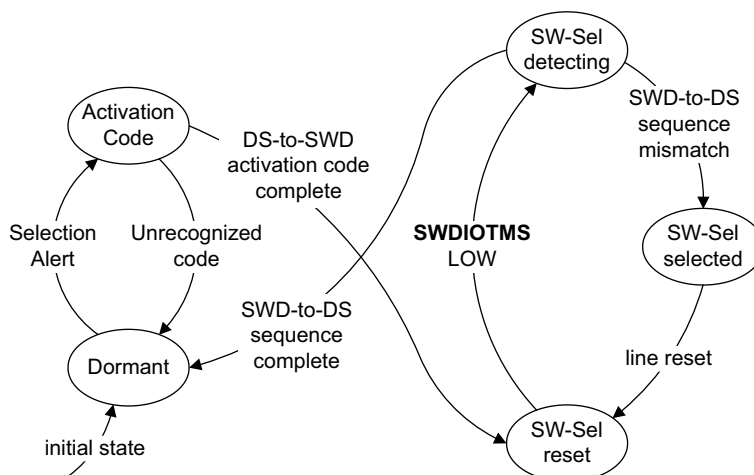 SW-Sel
detecting
Activation
Code
SWD-to-DS
sequence
mismatch
DS-to-SWD
activation code
complete
Selection
Alert
Unrecognized
code
SWDIOTMS
LOW
SW-Sel
selected
SWD-to-DS
sequence
complete
Dormant
line reset
initial state
SW-Sel
reset